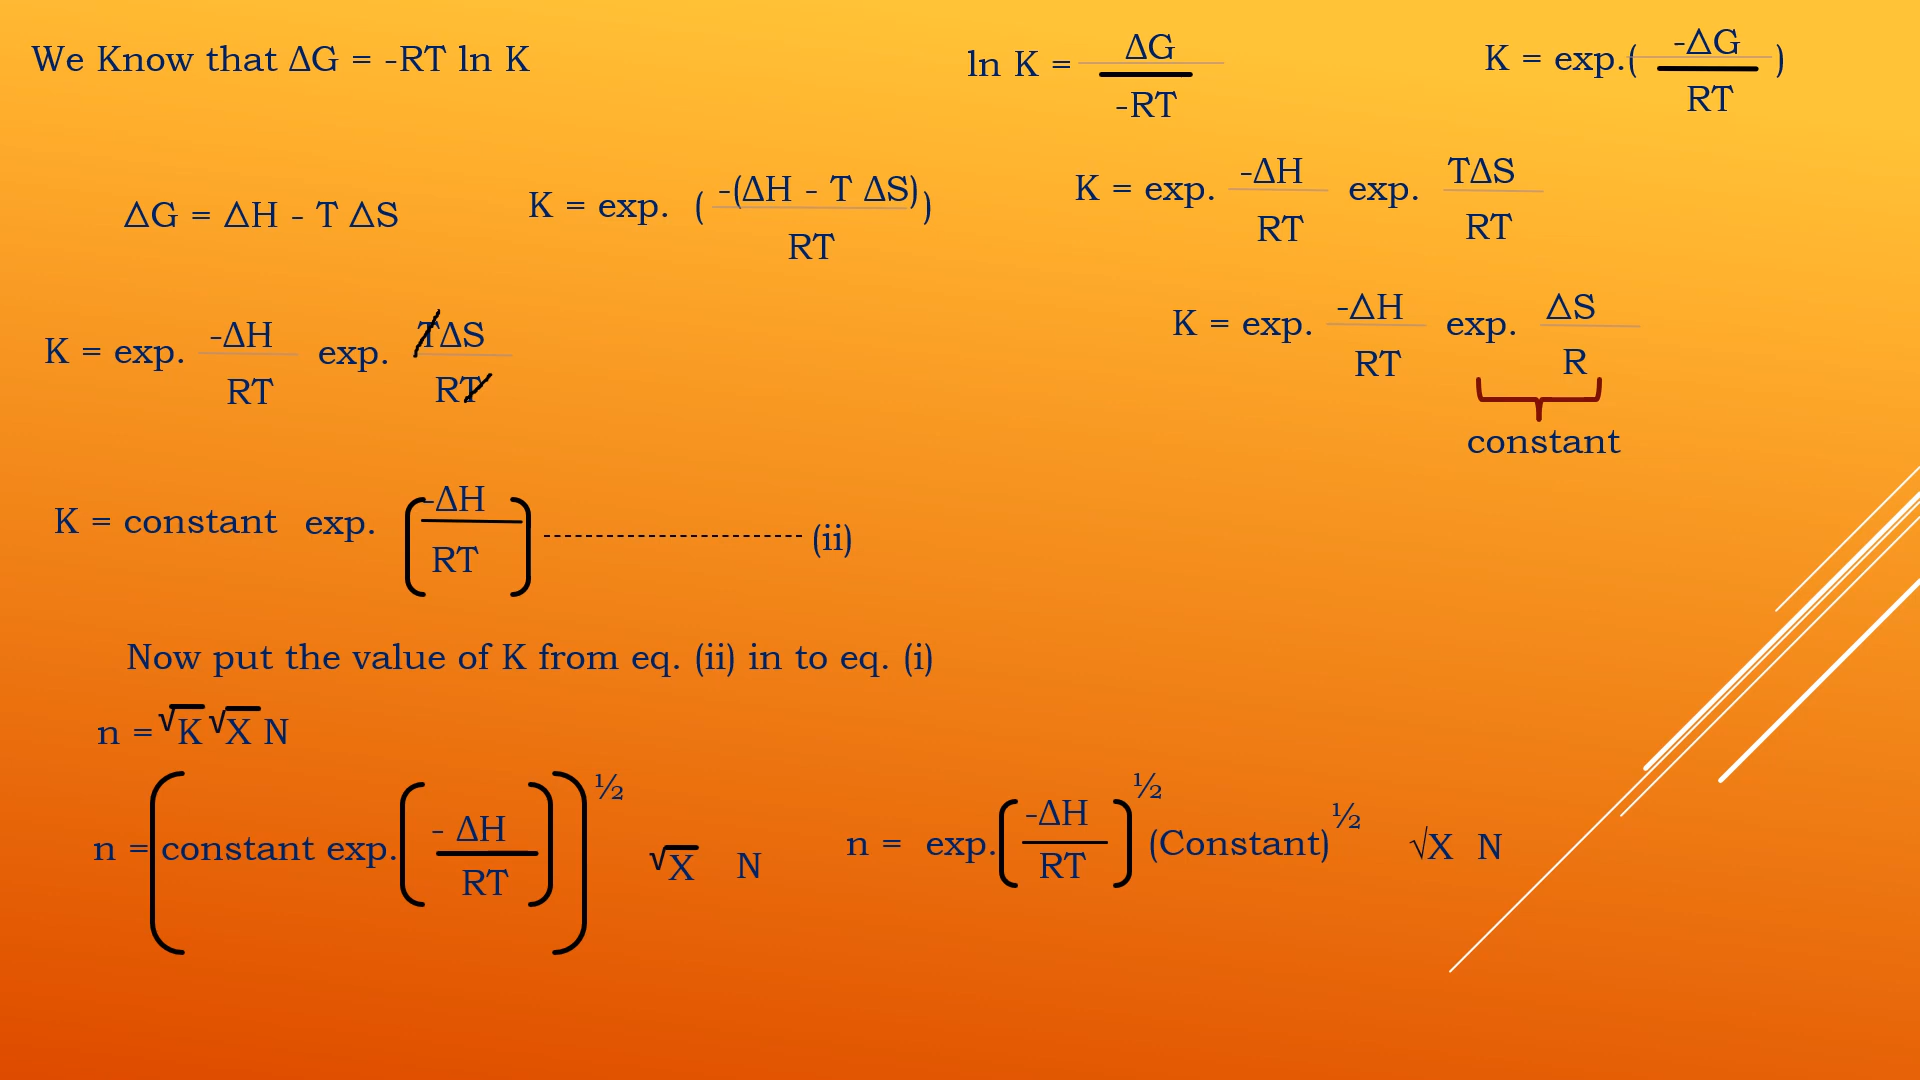 We Know that ΔG = -RT ln K    ln K = ΔG / -RT    K = exp.( -ΔG / RT )
ΔG = ΔH - T ΔS    K = exp. ( -(ΔH - T ΔS) / RT )    K = exp. -ΔH / RT exp. TΔS / RT
K = exp. -ΔH / RT exp. TΔS / RT    K = exp. -ΔH / RT exp. ΔS / R
constant
K = constant exp. [ -ΔH / RT ] ---------------------- (ii)
Now put the value of K from eq. (ii) in to eq. (i)
n = √K √X N
n = ( constant exp. [ - ΔH / RT ] ) ½ √X N    n = exp. [ -ΔH / RT ] ½ (Constant) ½ √X N